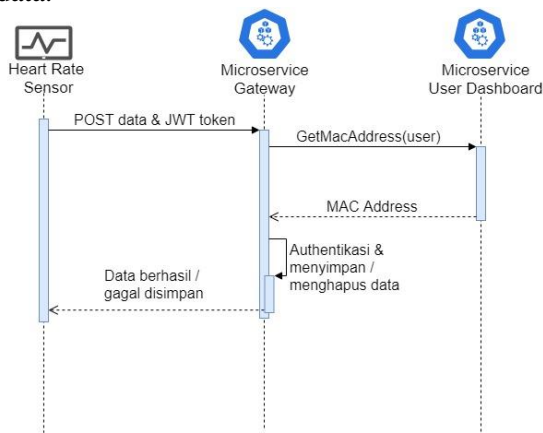 Heart Rate
Sensor
Microservice
Gateway
Microservice
User Dashboard
POST data & JWT token
GetMacAddress(user)
MAC Address
Authentikasi &
menyimpan /
menghapus data
Data berhasil /
gagal disimpan